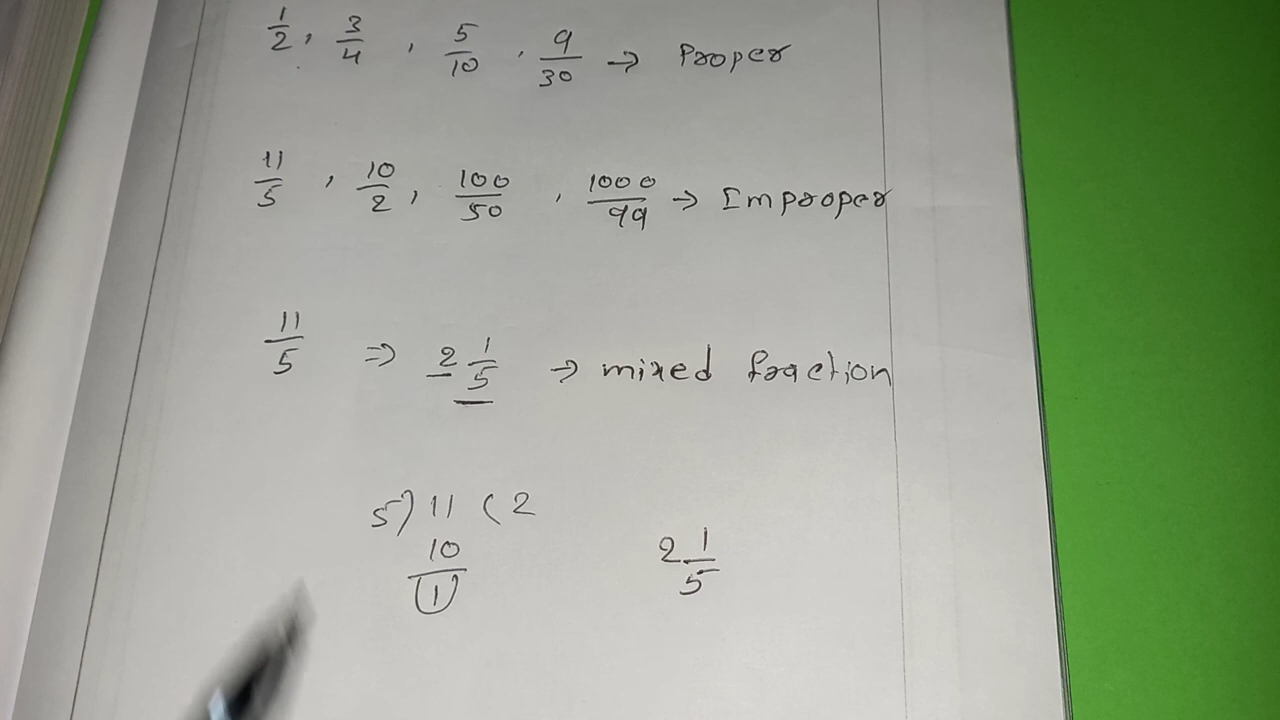 1/2, 3/4, 5/10, 9/30 → Proper
11/5, 10/2, 100/50, 1000/99 → Improper
11/5 ⇒ 2 1/5 → mixed fraction
5) 11 (2
10
1
2 1/5